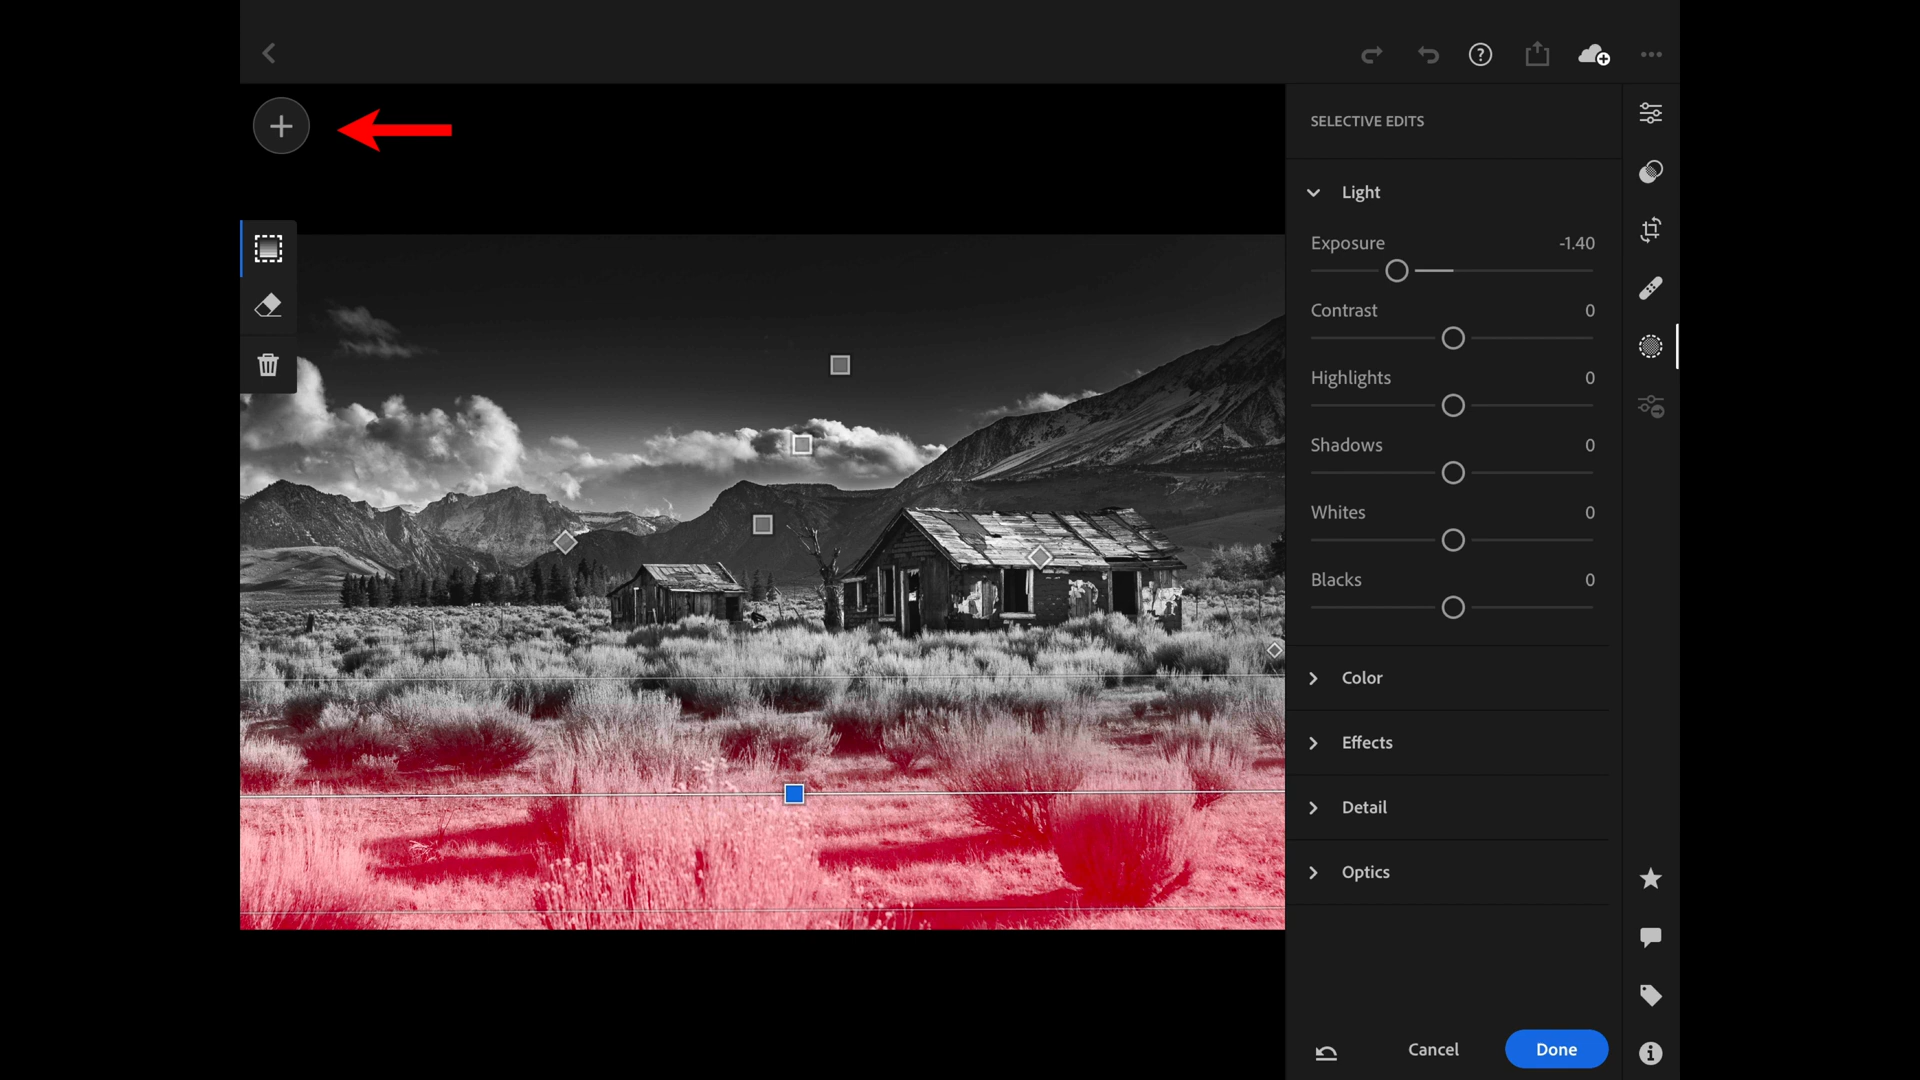 SELECTIVE EDITS
Light
Exposure -1.40
Contrast 0
Highlights 0
Shadows 0
Whites 0
Blacks 0
Color
Effects
Detail
Optics
Cancel Done